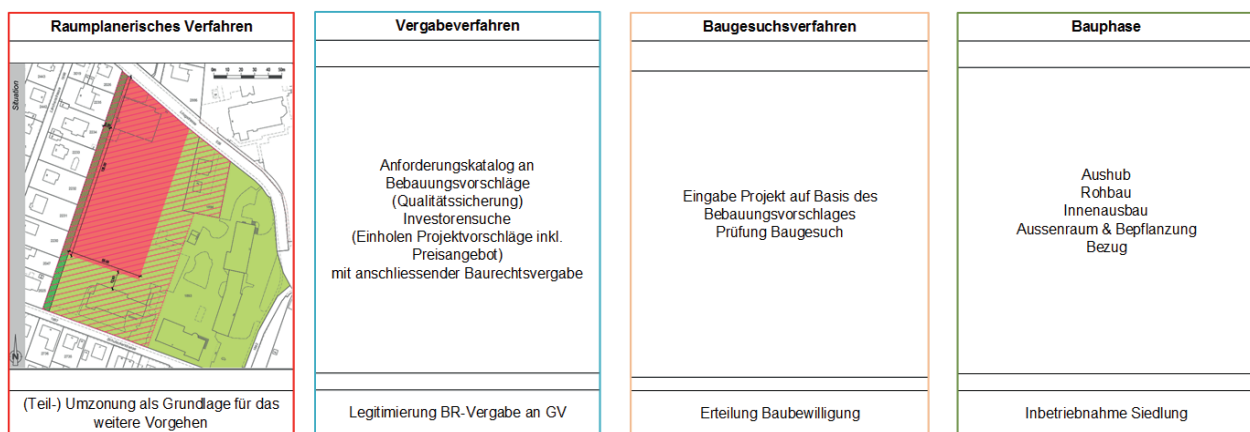 Raumplanerisches Verfahren
Situation
(Teil-) Umzonung als Grundlage für das
weitere Vorgehen
Vergabeverfahren
Anforderungskatalog an
Bebauungsvorschläge
(Qualitätssicherung)
Investorensuche
(Einholen Projektvorschläge inkl.
Preisangebot)
mit anschliessender Baurechtsvergabe
Legitimierung BR-Vergabe an GV
Baugesuchsverfahren
Eingabe Projekt auf Basis des
Bebauungsvorschlages
Prüfung Baugesuch
Erteilung Baubewilligung
Bauphase
Aushub
Rohbau
Innenausbau
Aussenraum & Bepflanzung
Bezug
Inbetriebnahme Siedlung